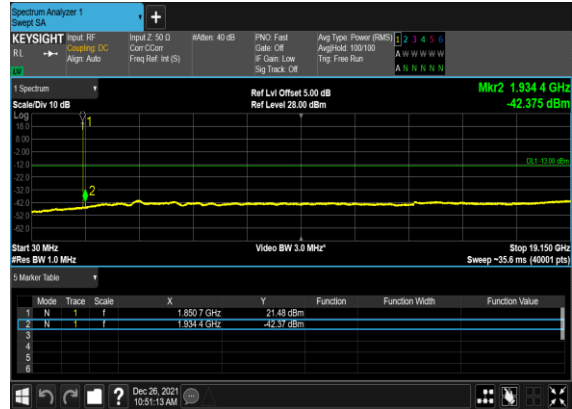 Spectrum Analyzer 1
Swept SA
KEYSIGHT Input: RF Input Z: 50 Ω #Atten: 40 dB PNO: Fast Avg Type: Power (RMS) 1 2 3 4 5 6
RL Coupling: DC Corr CCorr Gate: Off Avg|Hold: 100/100 A W W W W W
Align: Auto Freq Ref: Int (S) IF Gain: Low Trig: Free Run
Sig Track: Off A N N N N N
1 Spectrum Ref Lvl Offset 5.00 dB Mkr2 1.934 4 GHz
Scale/Div 10 dB Ref Level 28.00 dBm -42.375 dBm
Log
18.0
8.00
-2.00
-12.0
-22.0
-32.0
-42.0
-52.0
-62.0
1
2
DL1 -13.00 dBm
Start 30 MHz Video BW 3.0 MHz* Stop 19.150 GHz
#Res BW 1.0 MHz Sweep ~35.6 ms (40001 pts)
5 Marker Table
Mode Trace Scale X Y Function Function Width Function Value
1 N 1 f 1.850 7 GHz 21.48 dBm
2 N 1 f 1.934 4 GHz -42.37 dBm
3
4
5
6
? Dec 26, 2021
10:51:13 AM